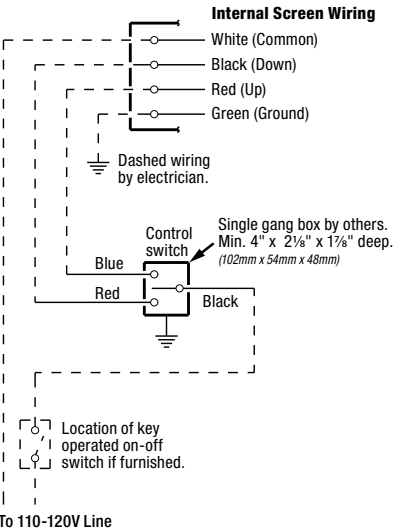 Internal Screen Wiring
White (Common)
Black (Down)
Red (Up)
Green (Ground)
Dashed wiring
by electrician.
Single gang box by others.
Min. 4" x 2⅛" x 1⅞" deep.
(102mm x 54mm x 48mm)
Control
switch
Blue
Red
Black
Location of key
operated on-off
switch if furnished.
To 110-120V Line